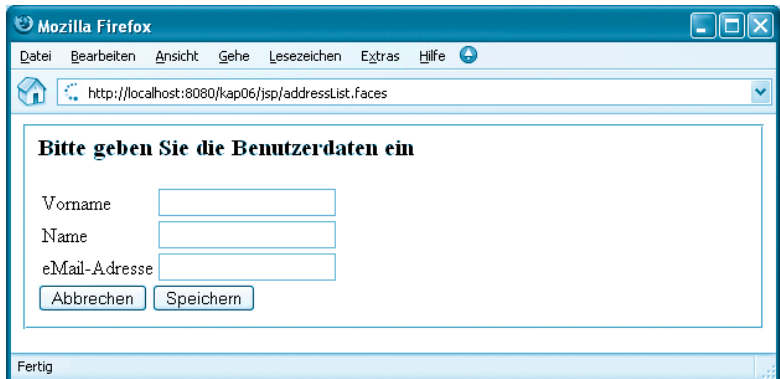 Mozilla Firefox
Datei Bearbeiten Ansicht Gehe Lesezeichen Extras Hilfe
http://localhost:8080/kap06/jsp/addressList.faces
Bitte geben Sie die Benutzerdaten ein
Vorname
Name
eMail-Adresse
Abbrechen Speichern
Fertig